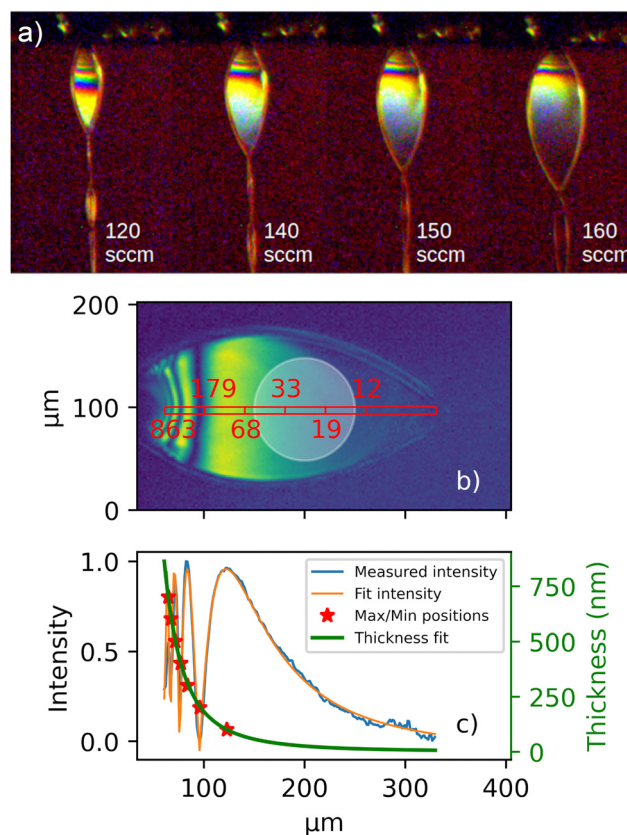 a)
120
sccm
140
sccm
150
sccm
160
sccm
200
100
0
μm
179 33 12
863 68 19
b)
1.0
0.5
0.0
Intensity
Measured intensity
Fit intensity
Max/Min positions
Thickness fit
c)
750
500
250
0
Thickness (nm)
100 200 300 400
μm